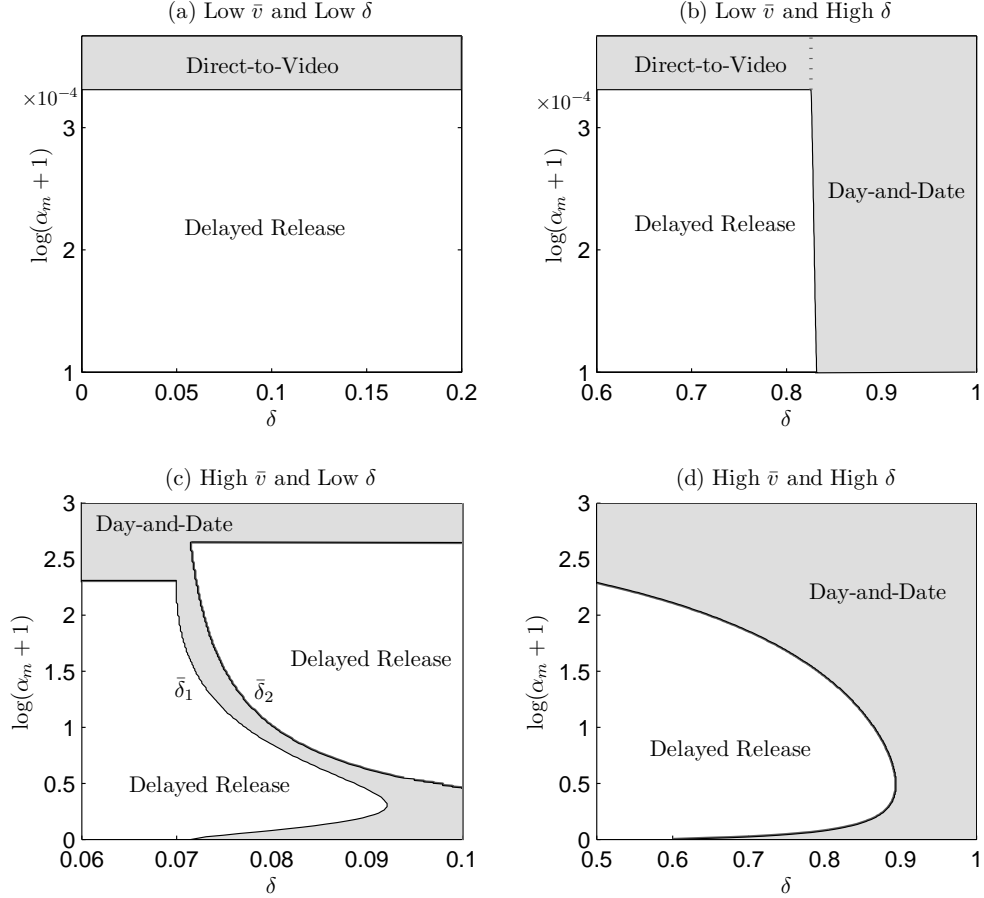 (a) Low v̄ and Low δ
Direct-to-Video
×10⁻⁴
3
2
1
log(αₘ + 1)
Delayed Release
0 0.05 0.1 0.15 0.2
δ
(b) Low v̄ and High δ
Direct-to-Video
×10⁻⁴
3
2
1
log(αₘ + 1)
Delayed Release
Day-and-Date
0.6 0.7 0.8 0.9 1
δ
(c) High v̄ and Low δ
3
2.5
2
1.5
1
0.5
0
log(αₘ + 1)
Day-and-Date
Delayed Release
δ̄₁ δ̄₂
Delayed Release
0.06 0.07 0.08 0.09 0.1
δ
(d) High v̄ and High δ
3
2.5
2
1.5
1
0.5
0
log(αₘ + 1)
Day-and-Date
Delayed Release
0.5 0.6 0.7 0.8 0.9 1
δ